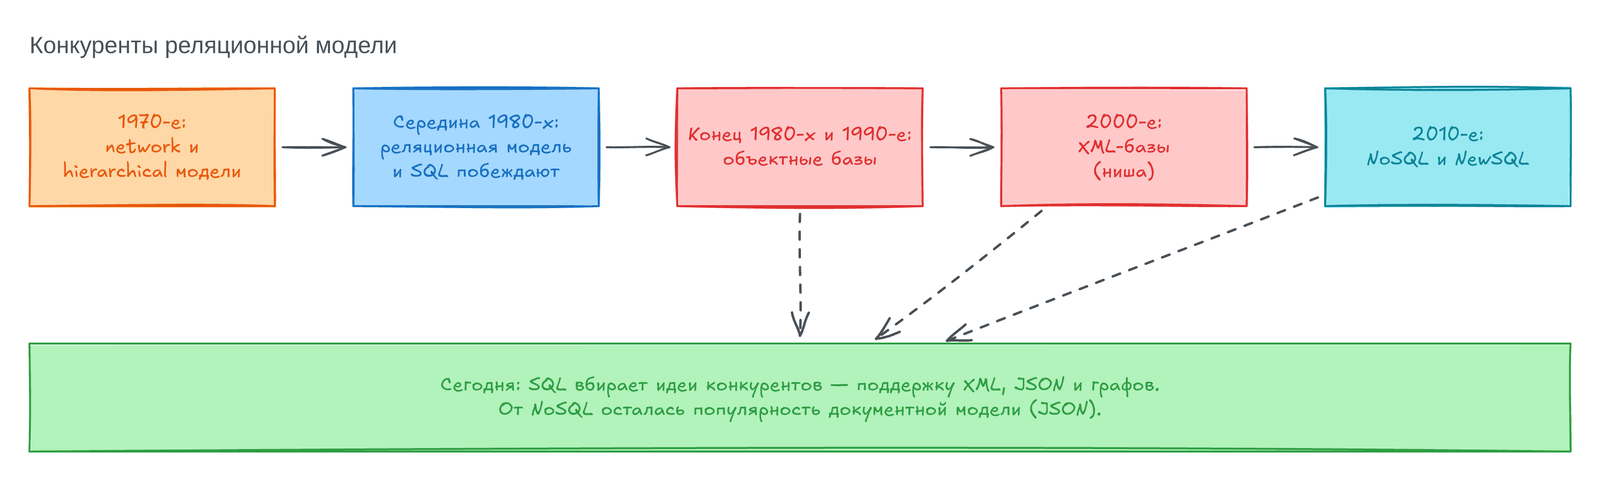 Конкуренты реляционной модели
1970-е:
network и
hierarchical модели
Середина 1980-х:
реляционная модель
и SQL побеждают
Конец 1980-х и 1990-е:
объектные базы
2000-е:
XML-базы
(ниша)
2010-е:
NoSQL и NewSQL
Сегодня: SQL вбирает идеи конкурентов — поддержку XML, JSON и графов.
От NoSQL осталась популярность документной модели (JSON).